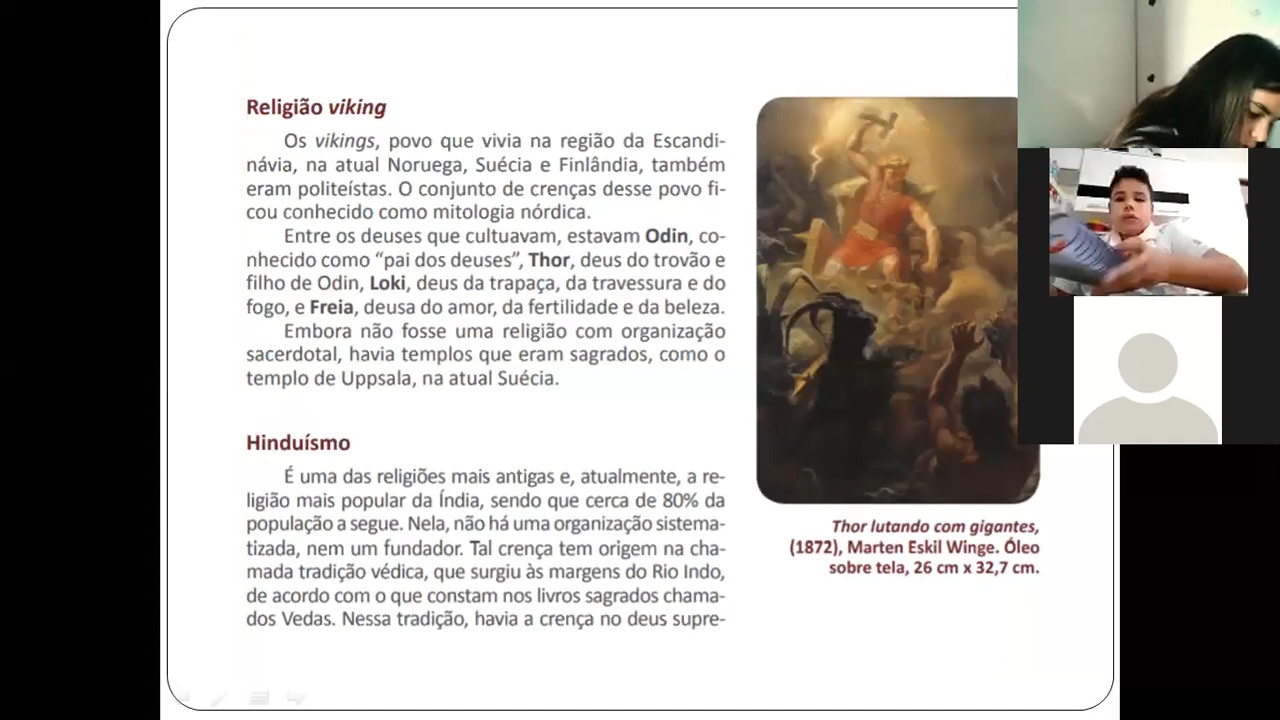 Religião viking
Os vikings, povo que vivia na região da Escandi-
návia, na atual Noruega, Suécia e Finlândia, também
eram politeístas. O conjunto de crenças desse povo fi-
cou conhecido como mitologia nórdica.
Entre os deuses que cultuavam, estavam Odin, co-
nhecido como “pai dos deuses”, Thor, deus do trovão e
filho de Odin, Loki, deus da trapaça, da travessura e do
fogo, e Freia, deusa do amor, da fertilidade e da beleza.
Embora não fosse uma religião com organização
sacerdotal, havia templos que eram sagrados, como o
templo de Uppsala, na atual Suécia.
Hinduísmo
É uma das religiões mais antigas e, atualmente, a re-
ligião mais popular da Índia, sendo que cerca de 80% da
população a segue. Nela, não há uma organização sistema-
tizada, nem um fundador. Tal crença tem origem na cha-
mada tradição védica, que surgiu às margens do Rio Indo,
de acordo com o que constam nos livros sagrados chama-
dos Vedas. Nessa tradição, havia a crença no deus supre-
Thor lutando com gigantes,
(1872), Marten Eskil Winge. Óleo
sobre tela, 26 cm x 32,7 cm.